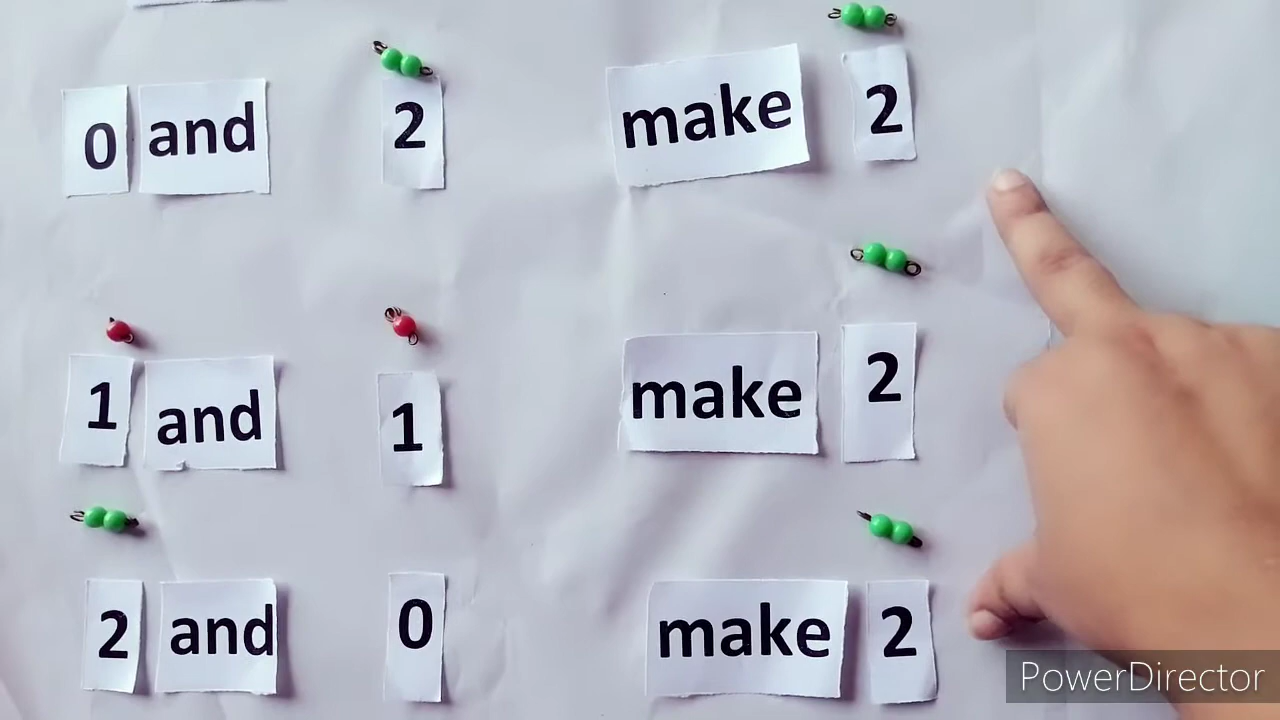 0 and 2 make 2
1 and 1 make 2
2 and 0 make 2
PowerDirector